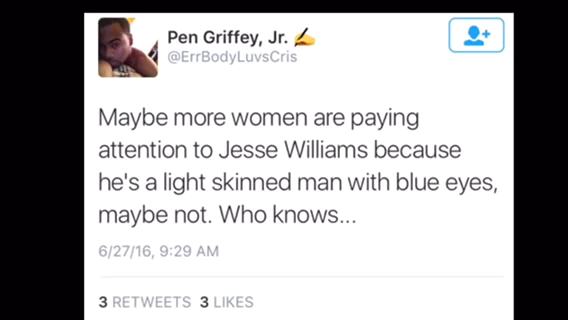 Pen Griffey, Jr. ✍
@ErrBodyLuvsCris
Maybe more women are paying
attention to Jesse Williams because
he's a light skinned man with blue eyes,
maybe not. Who knows...
6/27/16, 9:29 AM
3 RETWEETS 3 LIKES